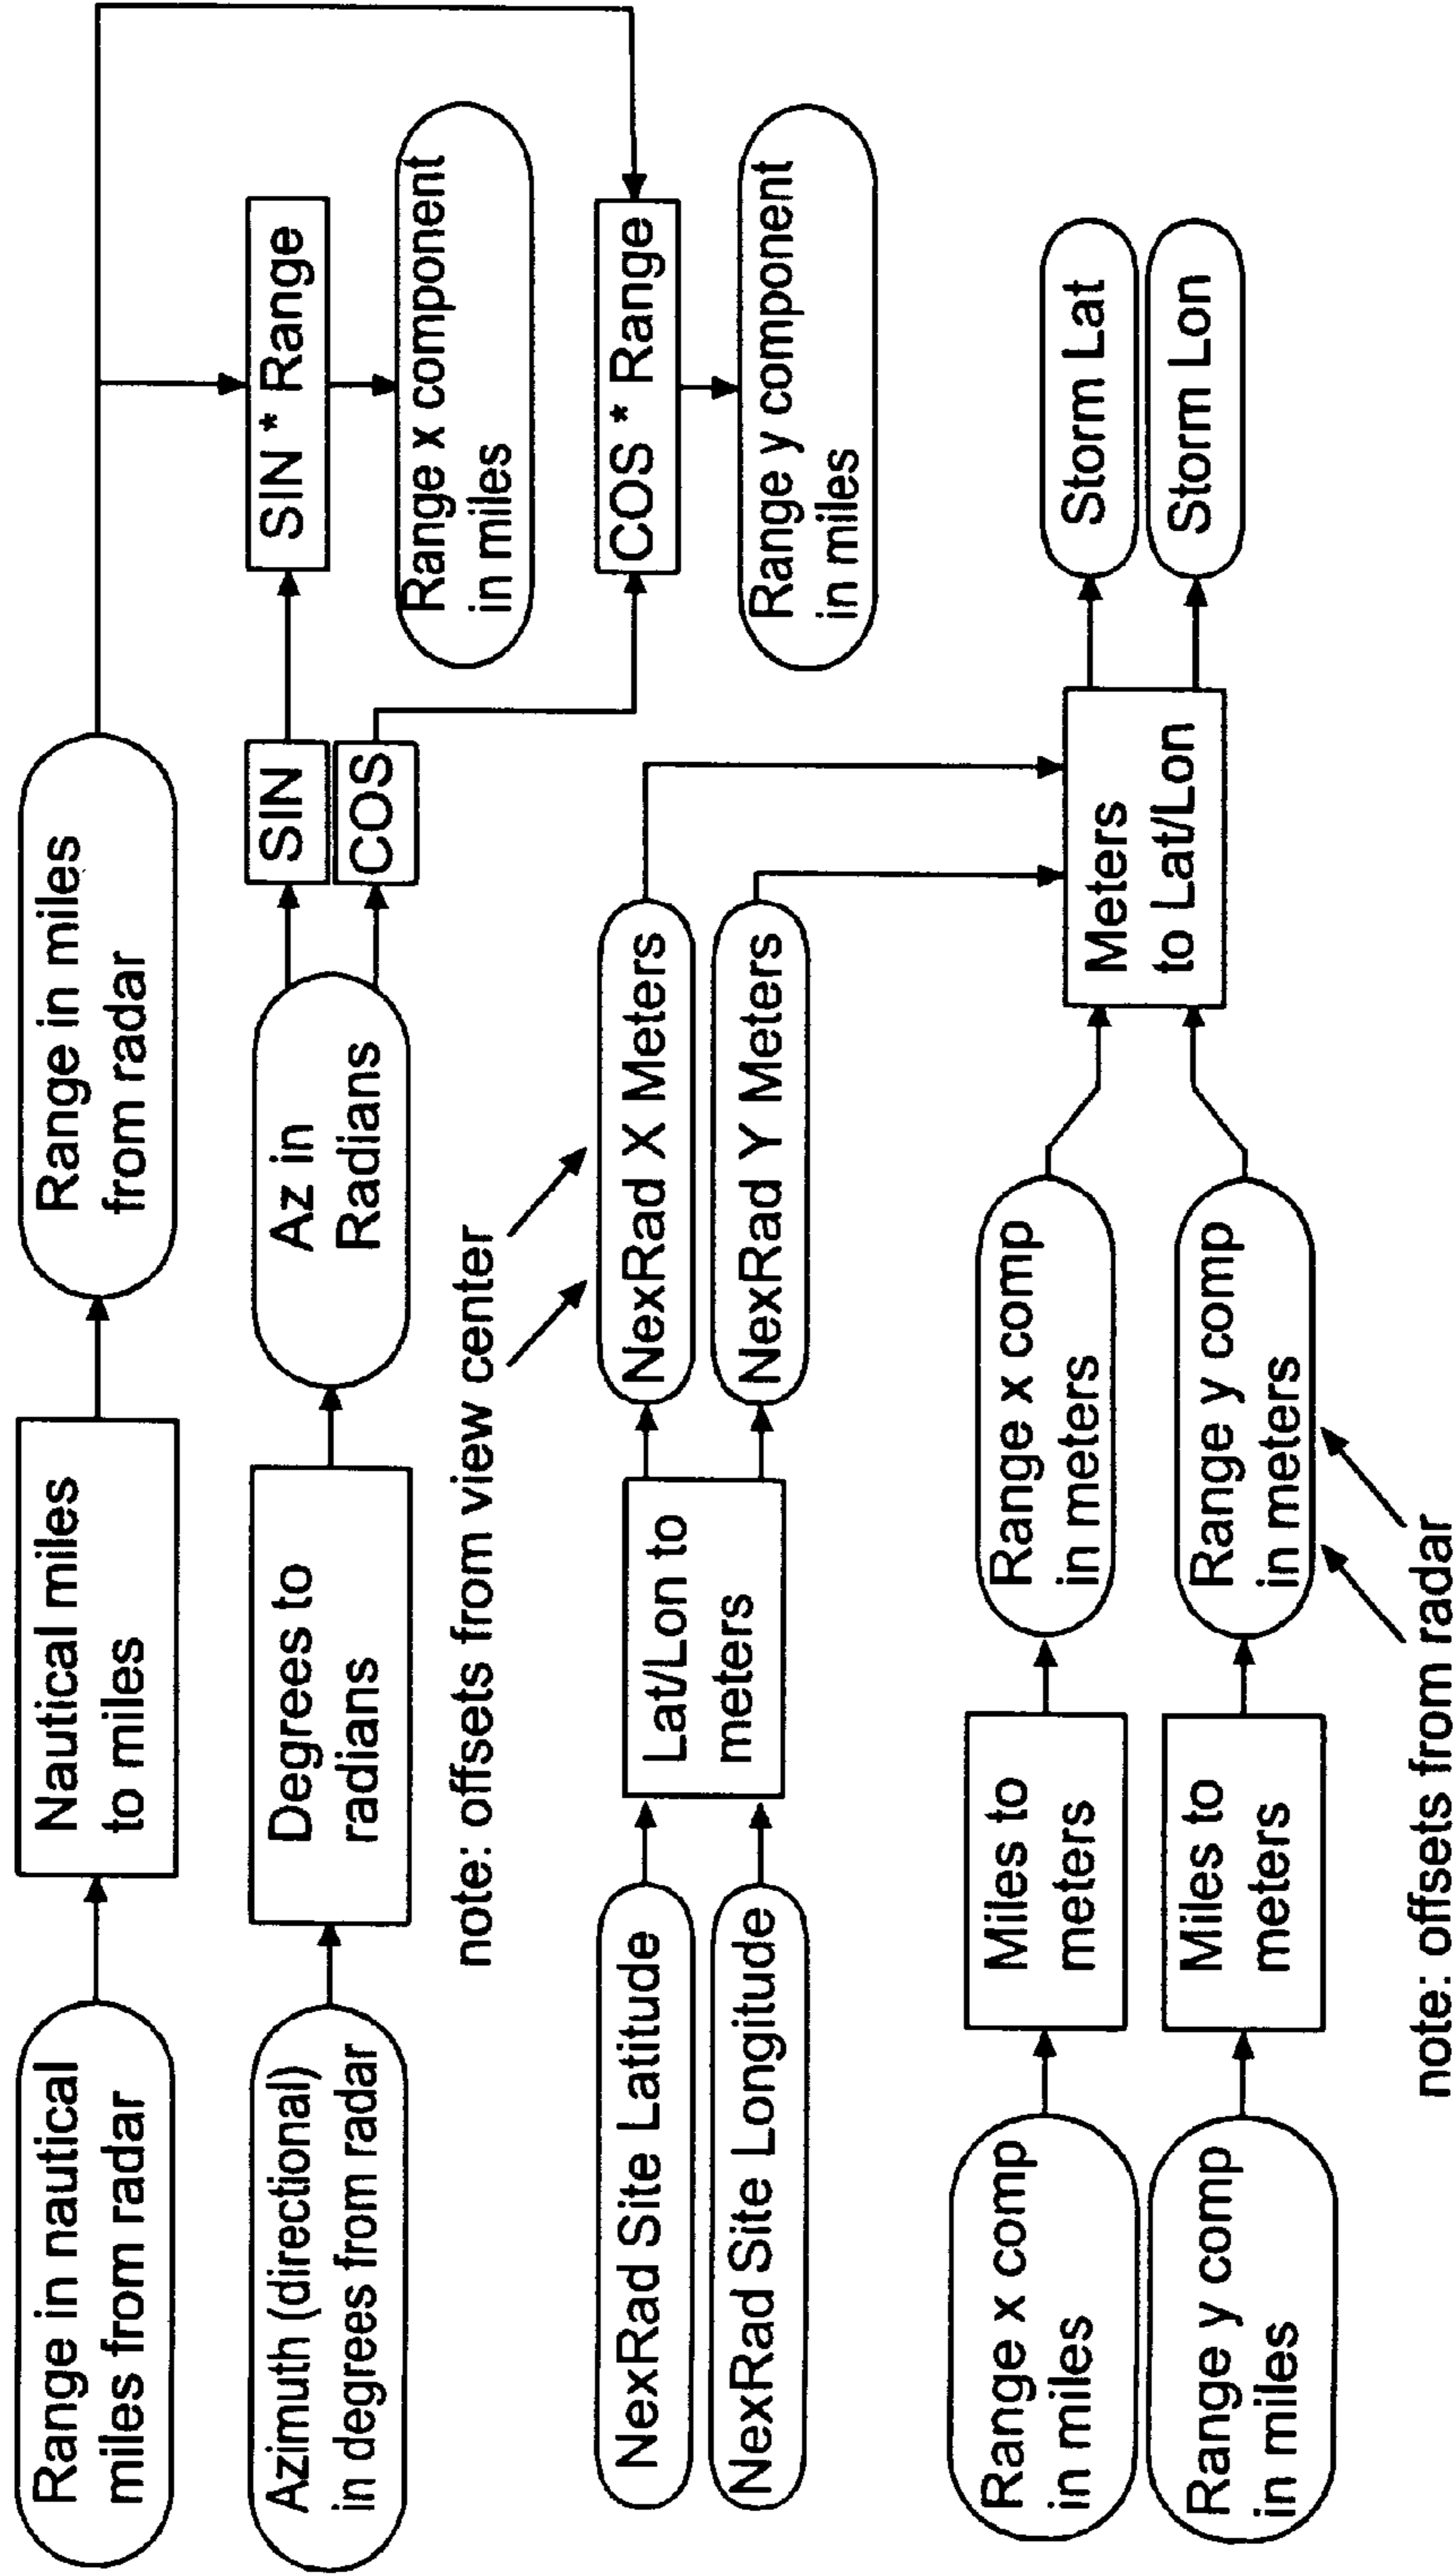 Range in nautical
miles from radar
Nautical miles
to miles
Range in miles
from radar
Azimuth (directional)
in degrees from radar
Degrees to
radians
Az in
Radians
SIN
COS
SIN * Range
Range x component
in miles
COS * Range
Range y component
in miles
note: offsets from view center
NexRad Site Latitude
NexRad Site Longitude
Lat/Lon to
meters
NexRad X Meters
NexRad Y Meters
Range x comp
in miles
Range y comp
in miles
Miles to
meters
Miles to
meters
Range x comp
in meters
Range y comp
in meters
note: offsets from radar
Meters
to Lat/Lon
Storm Lat
Storm Lon